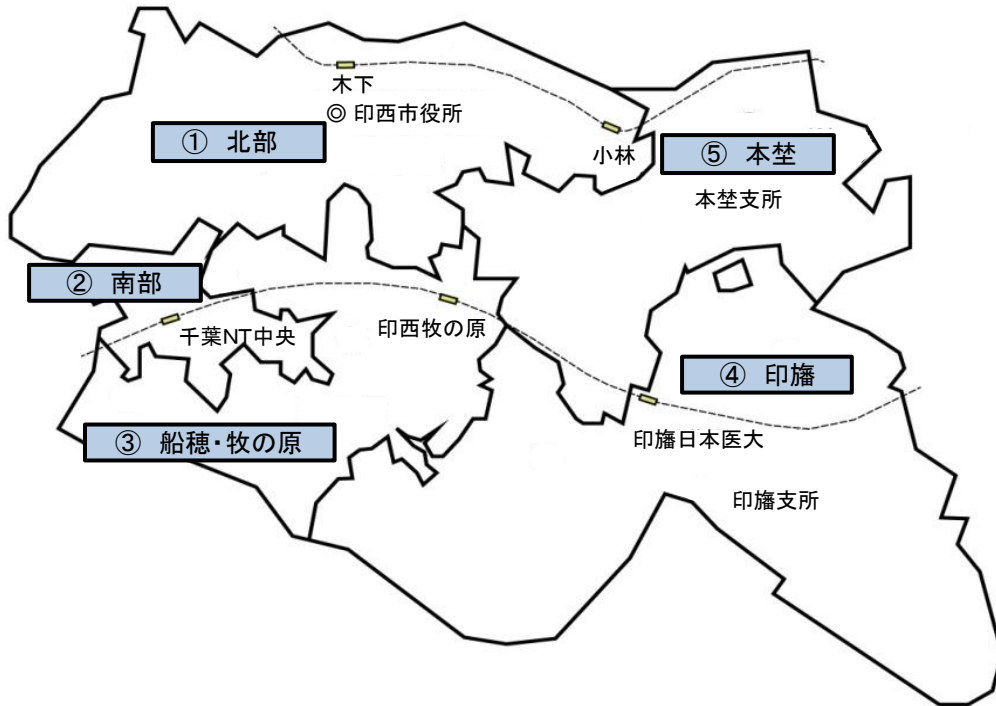 木下
◎ 印西市役所
① 北部
小林
⑤ 本埜
本埜支所
② 南部
千葉NT中央
印西牧の原
④ 印旛
③ 船穂・牧の原
印旛日本医大
印旛支所